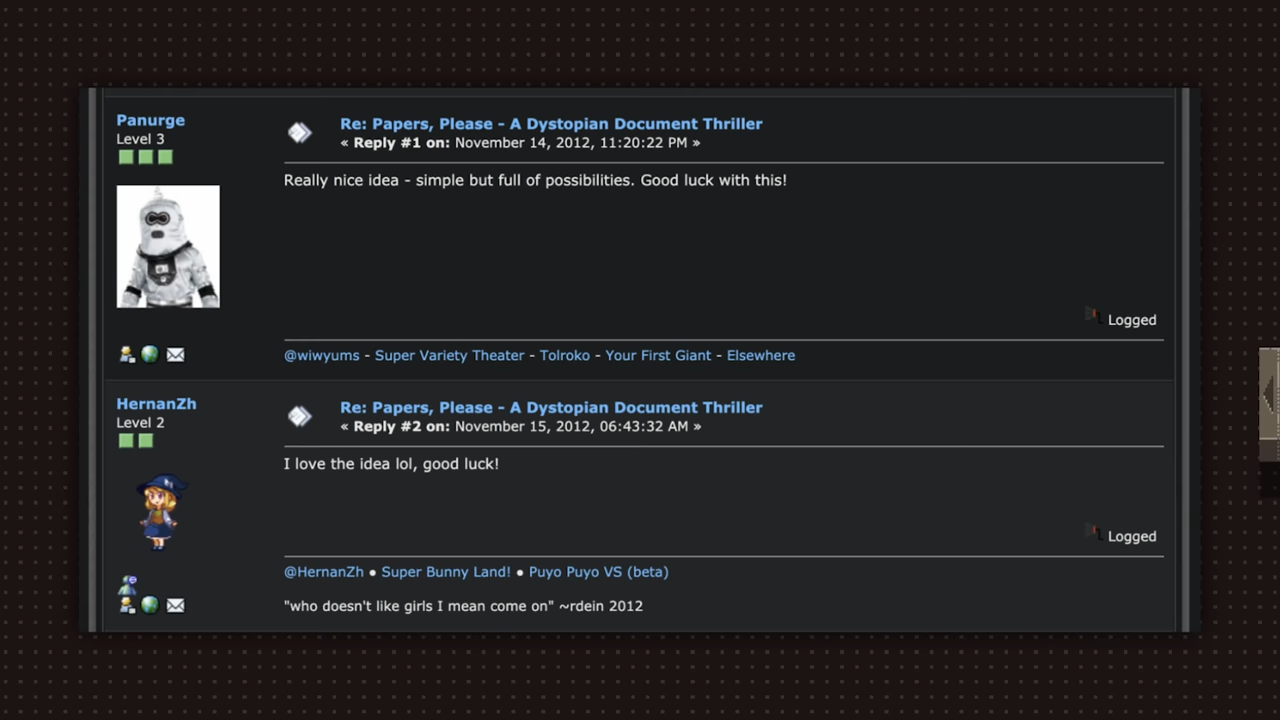 Panurge
Level 3
Re: Papers, Please - A Dystopian Document Thriller
« Reply #1 on: November 14, 2012, 11:20:22 PM »
Really nice idea - simple but full of possibilities. Good luck with this!
Logged
@wiwyums - Super Variety Theater - Tolroko - Your First Giant - Elsewhere
HernanZh
Level 2
Re: Papers, Please - A Dystopian Document Thriller
« Reply #2 on: November 15, 2012, 06:43:32 AM »
I love the idea lol, good luck!
Logged
@HernanZh ● Super Bunny Land! ● Puyo Puyo VS (beta)
"who doesn't like girls I mean come on" ~rdein 2012